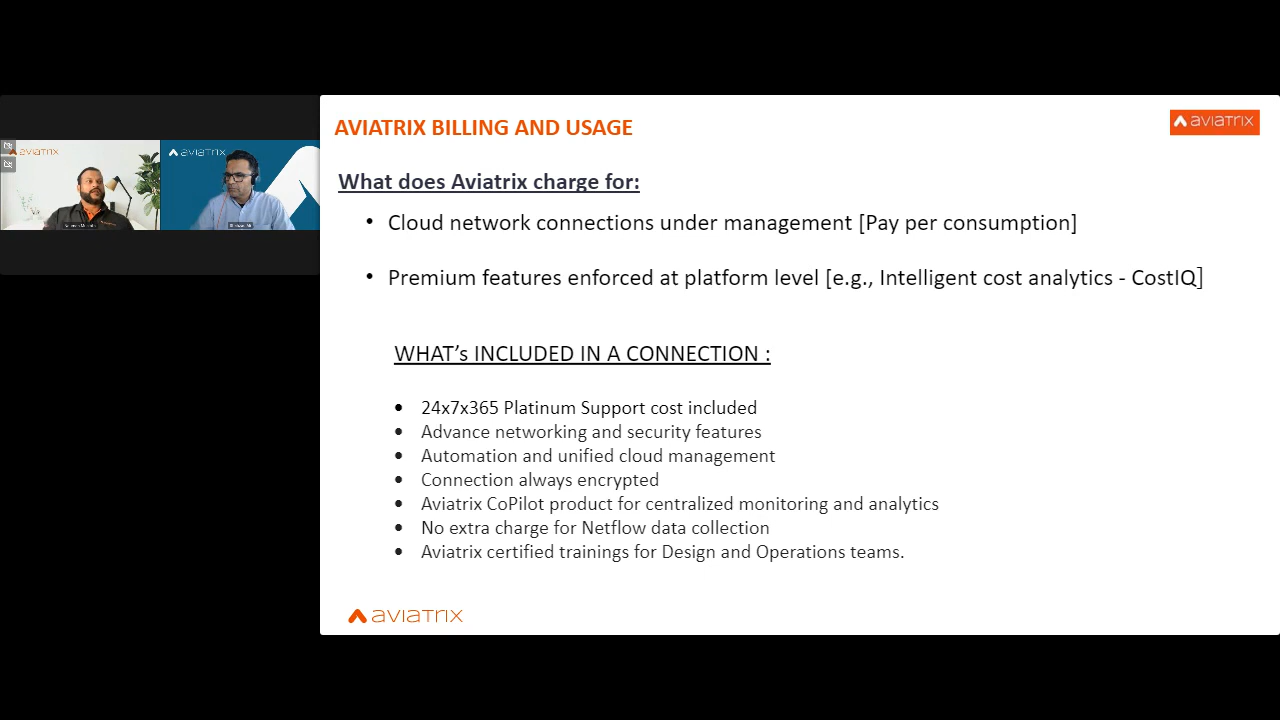 AVIATRIX BILLING AND USAGE
aviatrix
What does Aviatrix charge for:
• Cloud network connections under management [Pay per consumption]
• Premium features enforced at platform level [e.g., Intelligent cost analytics - CostIQ]
WHAT’s INCLUDED IN A CONNECTION :
• 24x7x365 Platinum Support cost included
• Advance networking and security features
• Automation and unified cloud management
• Connection always encrypted
• Aviatrix CoPilot product for centralized monitoring and analytics
• No extra charge for Netflow data collection
• Aviatrix certified trainings for Design and Operations teams.
aviatrix
aviatrix
aviatrix